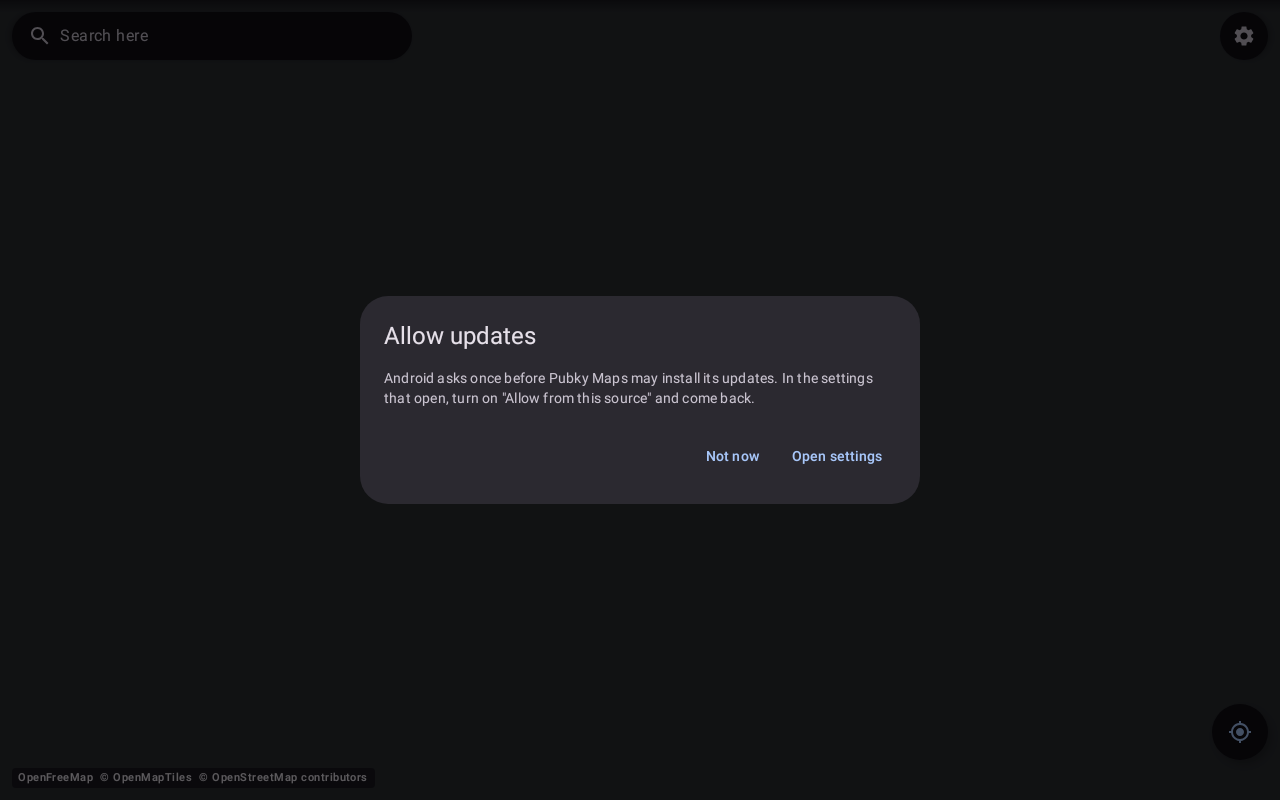 Search here
Allow updates
Android asks once before Pubky Maps may install its updates. In the settings
that open, turn on "Allow from this source" and come back.
Not now
Open settings
OpenFreeMap © OpenMapTiles © OpenStreetMap contributors